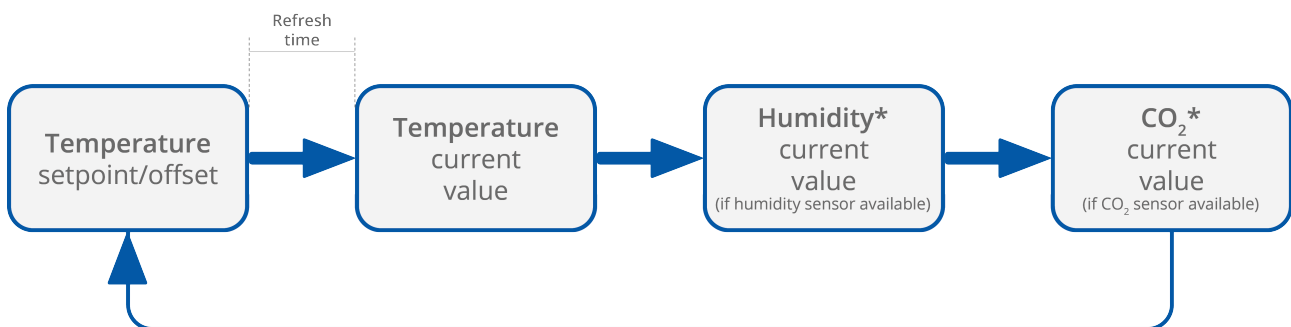 Refresh
time
Temperature
setpoint/offset
Temperature
current
value
Humidity*
current
value
(if humidity sensor available)
CO₂*
current
value
(if CO₂ sensor available)